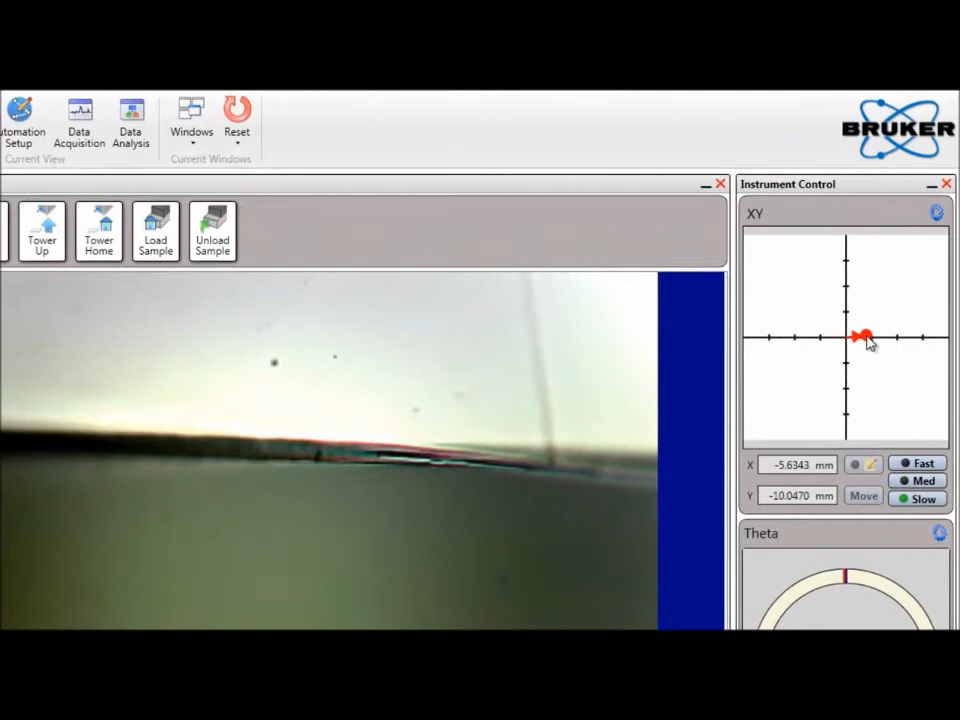 utomation Setup
Data Acquisition
Data Analysis
Windows
Reset
Current View
Current Windows
BRUKER
Instrument Control
Tower Up
Tower Home
Load Sample
Unload Sample
XY
X -5.6343 mm
Fast
Med
Y -10.0470 mm
Move
Slow
Theta